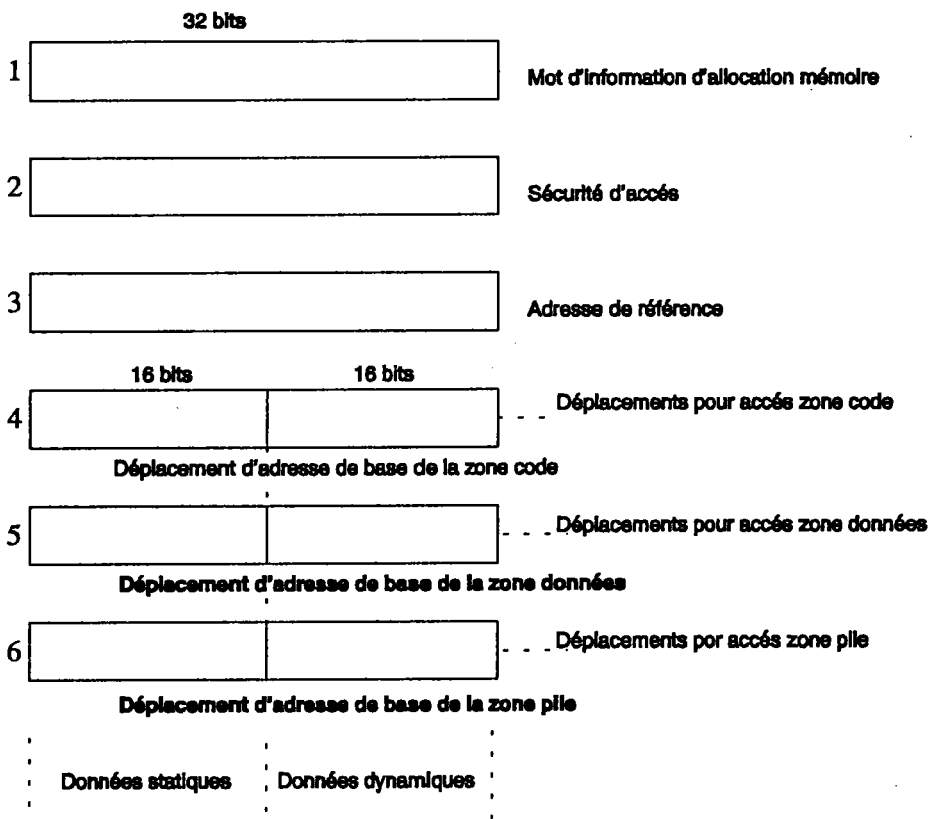 32 bits
1 Mot d'information d'allocation mémoire
2 Sécurité d'accés
3 Adresse de référence
16 bits 16 bits
4 Déplacements pour accés zone code
Déplacement d'adresse de base de la zone code
5 Déplacements pour accés zone données
Déplacement d'adresse de base de la zone données
6 Déplacements por accés zone pile
Déplacement d'adresse de base de la zone pile
Données statiques Données dynamiques